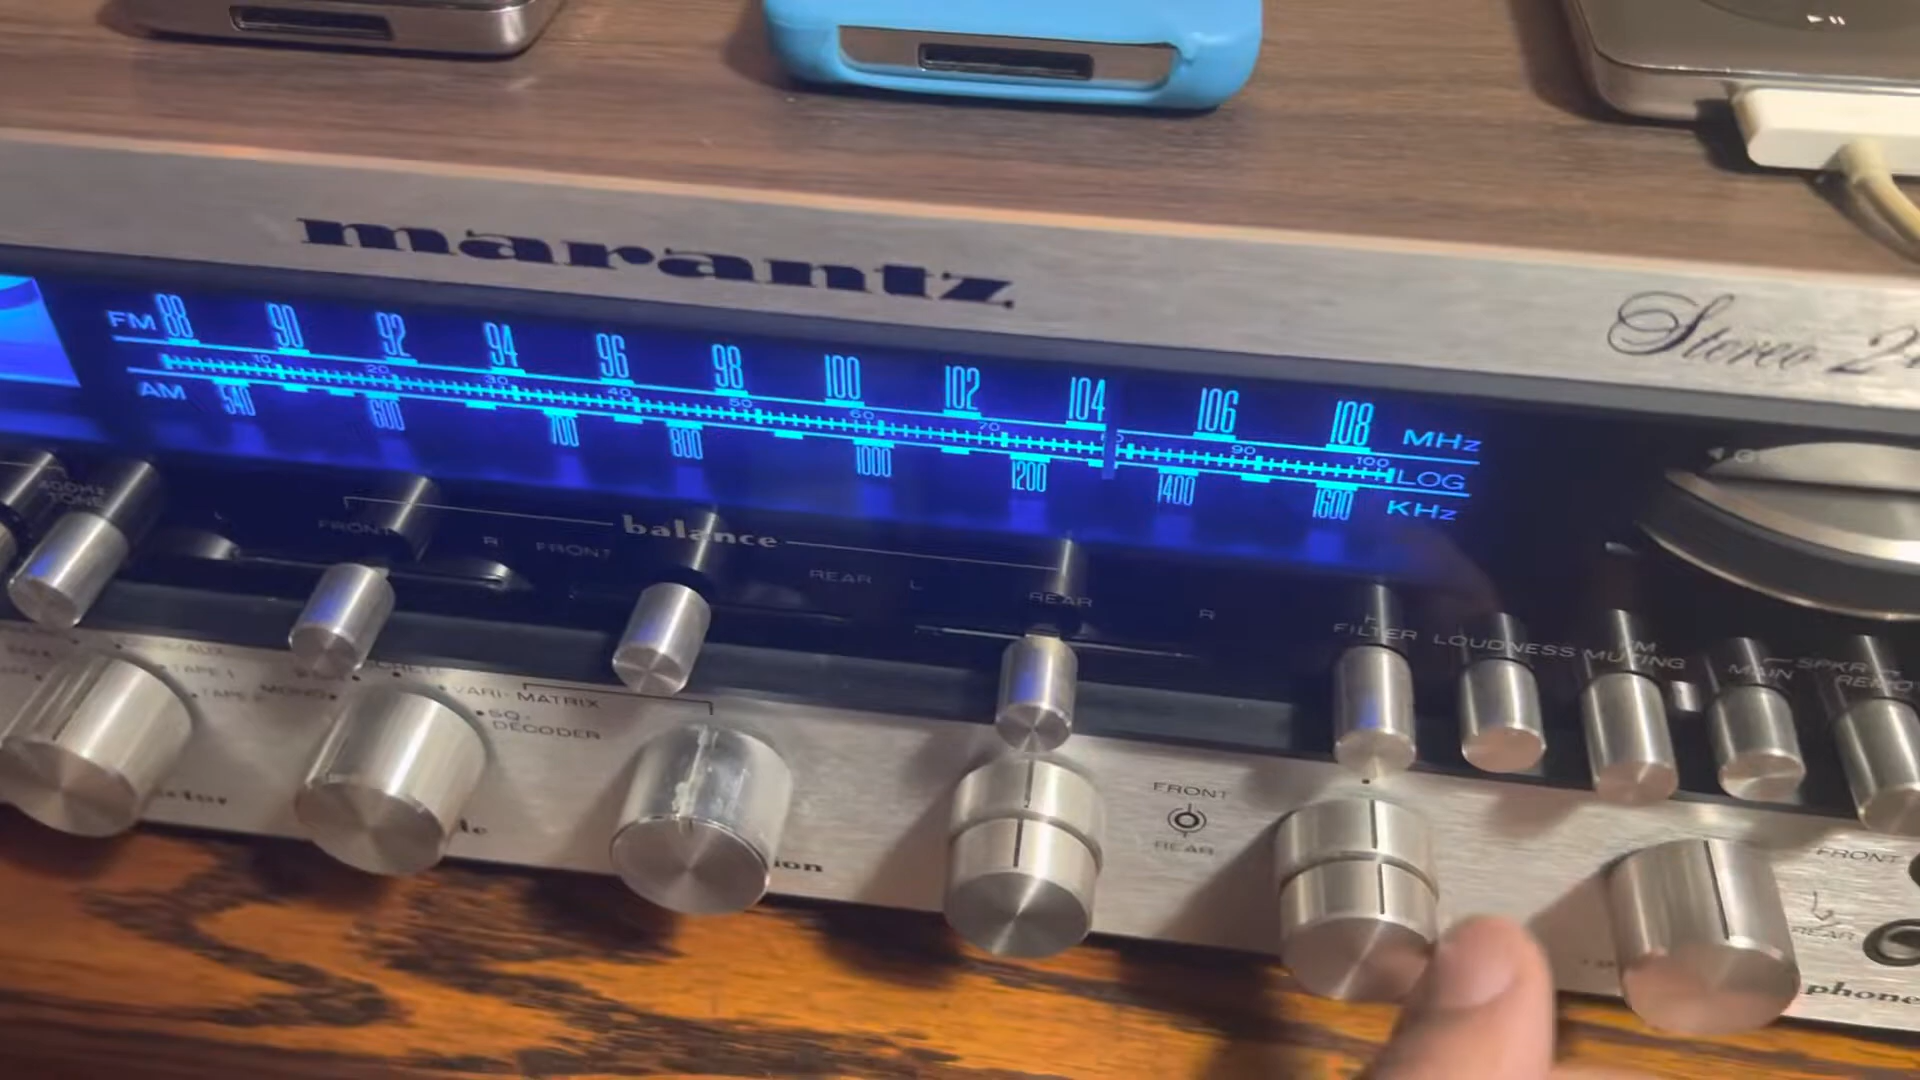 marantz
Stereo 2
FM 88 90 92 94 96 98 100 102 104 106 108 MHz
10 20 30 40 50 60 70 90 100 LOG
AM 540 600 700 800 1000 1200 1400 1600 KHz
FRONT balance
R FRONT REAR L REAR R
FILTER LOUDNESS MUTING MAIN SPKR
TAPE 1
MONO
VARI-MATRIX
SQ
DECODER
FRONT
REAR
FRONT
REAR
phone